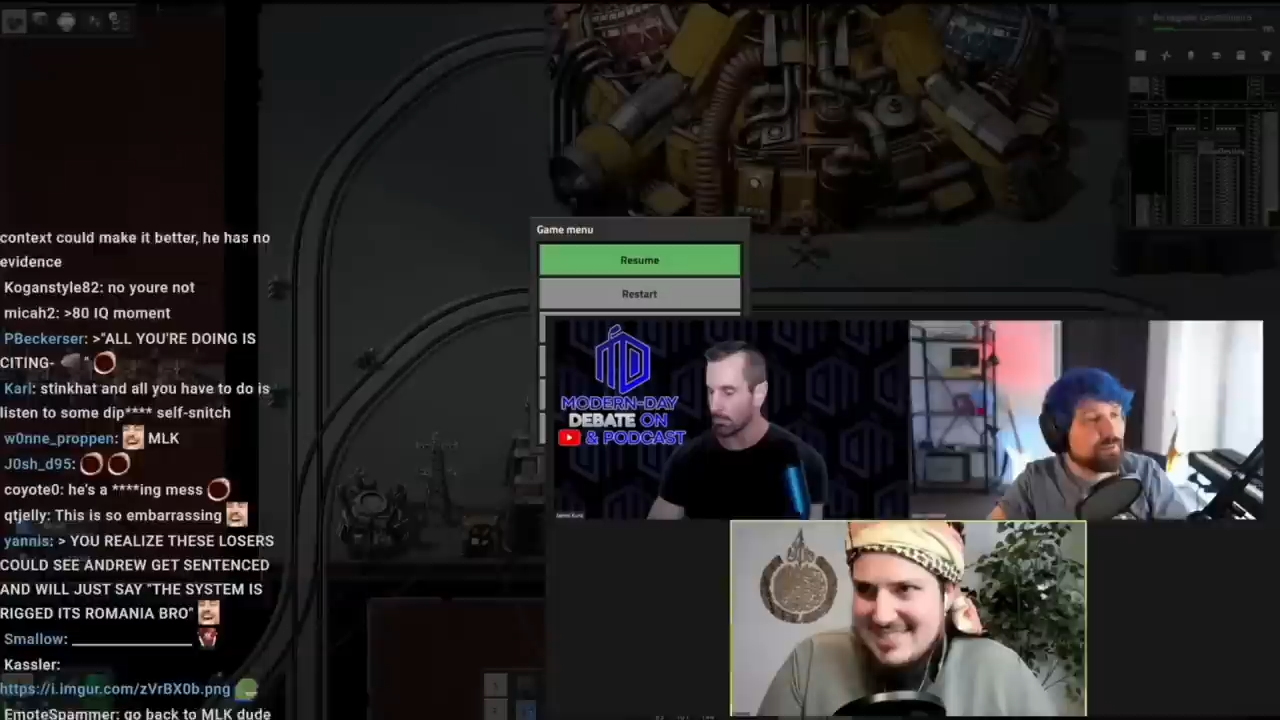 context could make it better, he has no
evidence
Koganstyle82: no youre not
micah2: >80 IQ moment
PBeckerser: >"ALL YOU'RE DOING IS
CITING- "
Karl: stinkhat and all you have to do is
listen to some dip**** self-snitch
w0nne_proppen: MLK
J0sh_d95:
coyote0: he's a ****ing mess
qtjelly: This is so embarrassing
yannis: > YOU REALIZE THESE LOSERS
COULD SEE ANDREW GET SENTENCED
AND WILL JUST SAY "THE SYSTEM IS
RIGGED ITS ROMANIA BRO"
Smallow: ______________
Kassler:
https://i.imgur.com/zVrBX0b.png
EmoteSpammer: go back to MLK dude
Game menu
Resume
Restart
MODERN-DAY
DEBATE ON
& PODCAST